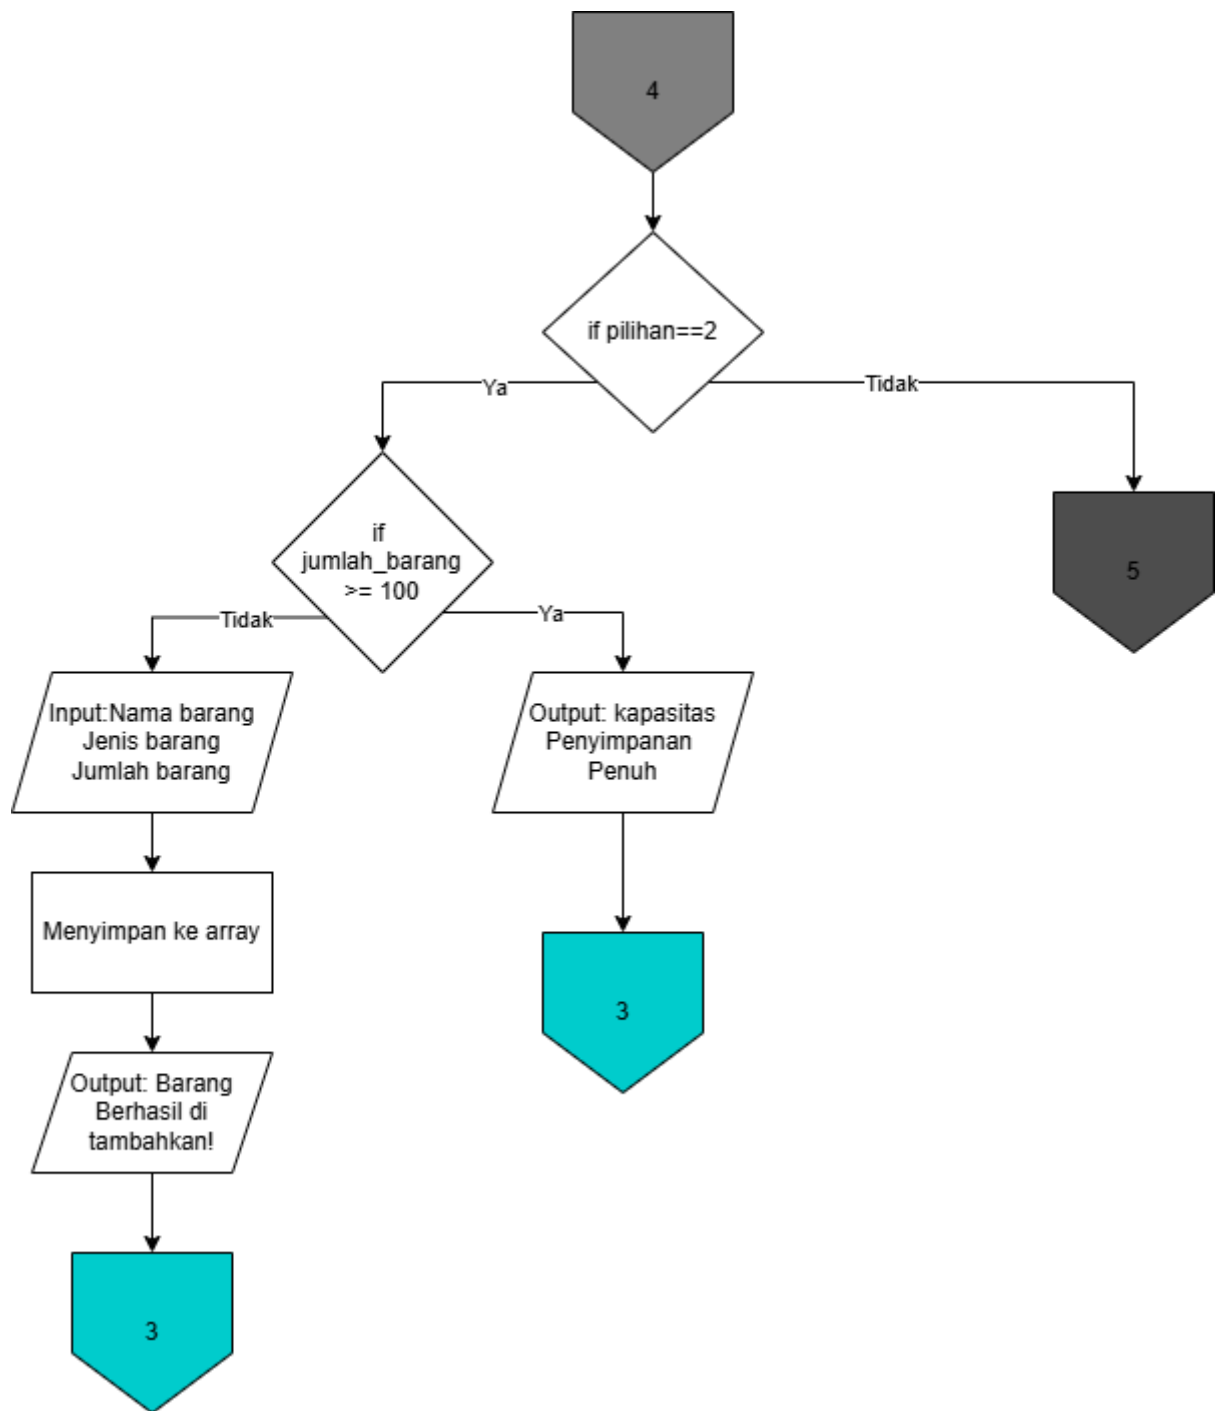 4
if pilihan==2
Ya
Tidak
if
jumlah_barang
>= 100
5
Tidak
Ya
Input:Nama barang
Jenis barang
Jumlah barang
Output: kapasitas
Penyimpanan
Penuh
Menyimpan ke array
3
Output: Barang
Berhasil di
tambahkan!
3